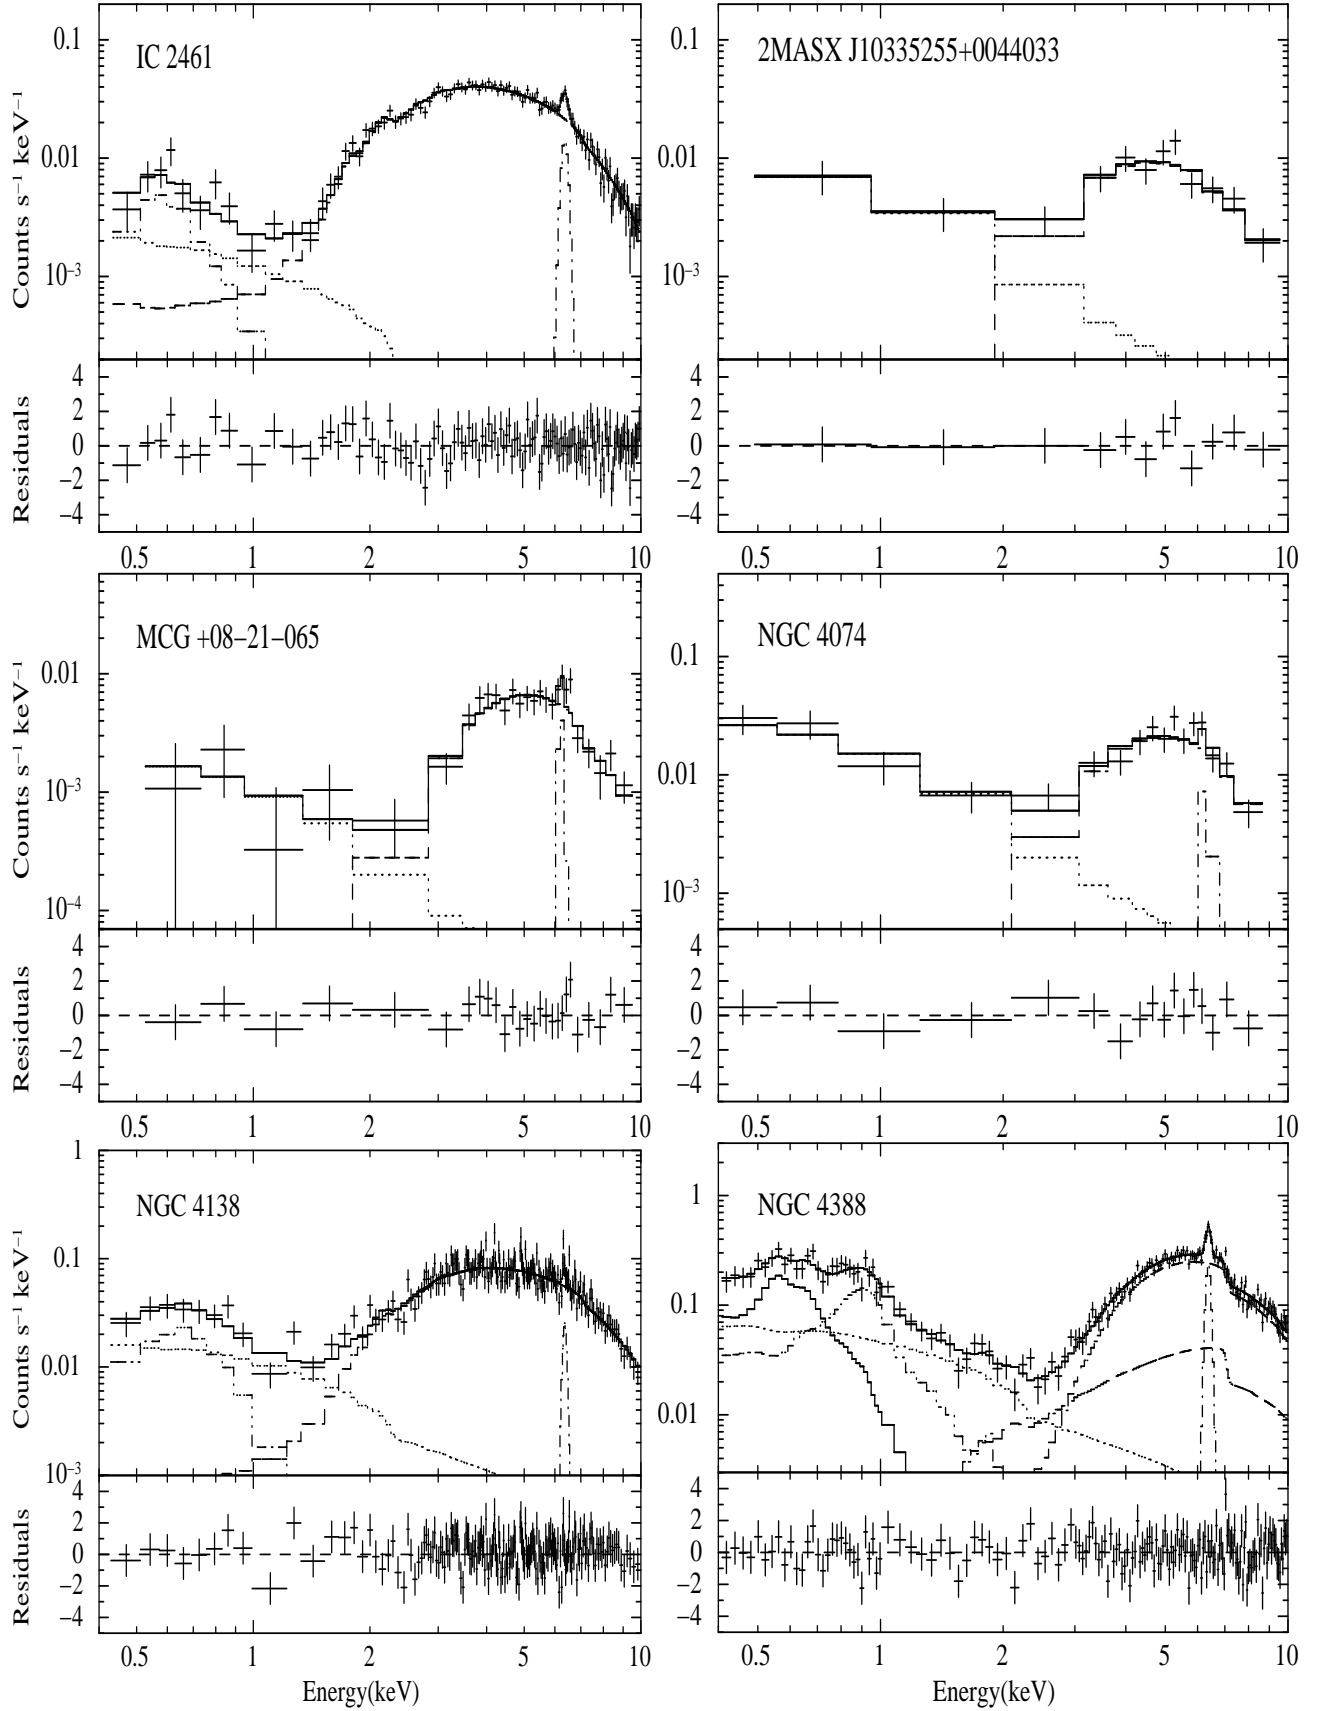 IC 2461
2MASX J10335255+0044033
Counts s⁻¹ keV⁻¹
0.1
0.01
10⁻³
0.1
0.01
10⁻³
Residuals
4
2
0
−2
−4
4
2
0
−2
−4
0.5 1 2 5 10
0.5 1 2 5 10
MCG +08−21−065
NGC 4074
Counts s⁻¹ keV⁻¹
0.01
10⁻³
10⁻⁴
0.1
0.01
10⁻³
Residuals
4
2
0
−2
−4
4
2
0
−2
−4
0.5 1 2 5 10
0.5 1 2 5 10
NGC 4138
NGC 4388
Counts s⁻¹ keV⁻¹
1
0.1
0.01
10⁻³
1
0.1
0.01
Residuals
4
2
0
−2
−4
4
2
0
−2
−4
0.5 1 2 5 10
0.5 1 2 5 10
Energy(keV)
Energy(keV)